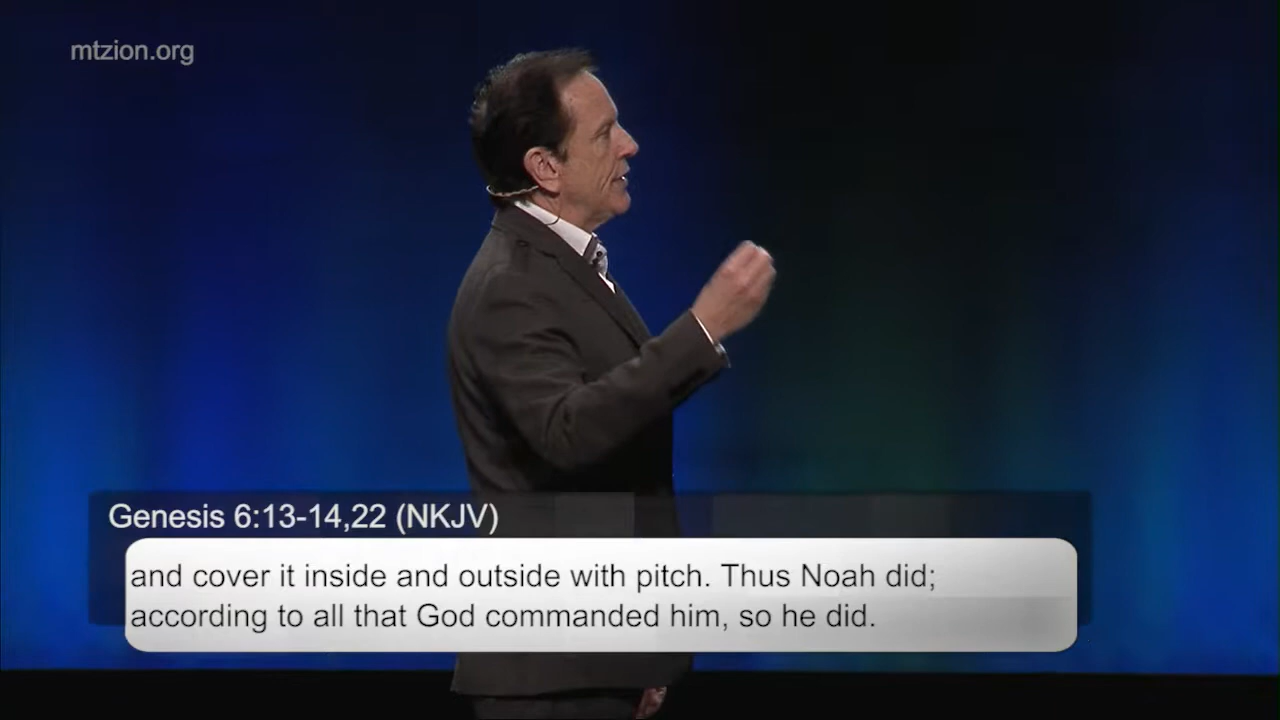 mtzion.org
Genesis 6:13-14,22 (NKJV)
and cover it inside and outside with pitch. Thus Noah did;
according to all that God commanded him, so he did.